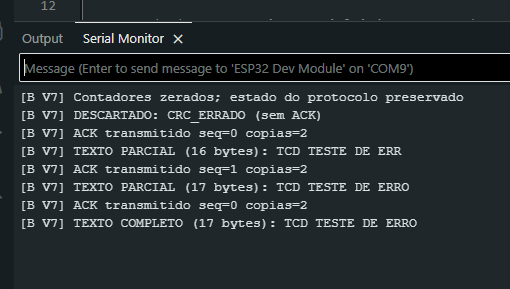 12
Output
Serial Monitor
Message (Enter to send message to 'ESP32 Dev Module' on 'COM9')
[B V7] Contadores zerados; estado do protocolo preservado
[B V7] DESCARTADO: CRC_ERRADO (sem ACK)
[B V7] ACK transmitido seq=0 copias=2
[B V7] TEXTO PARCIAL (16 bytes): TCD TESTE DE ERR
[B V7] ACK transmitido seq=1 copias=2
[B V7] TEXTO PARCIAL (17 bytes): TCD TESTE DE ERRO
[B V7] ACK transmitido seq=0 copias=2
[B V7] TEXTO COMPLETO (17 bytes): TCD TESTE DE ERRO